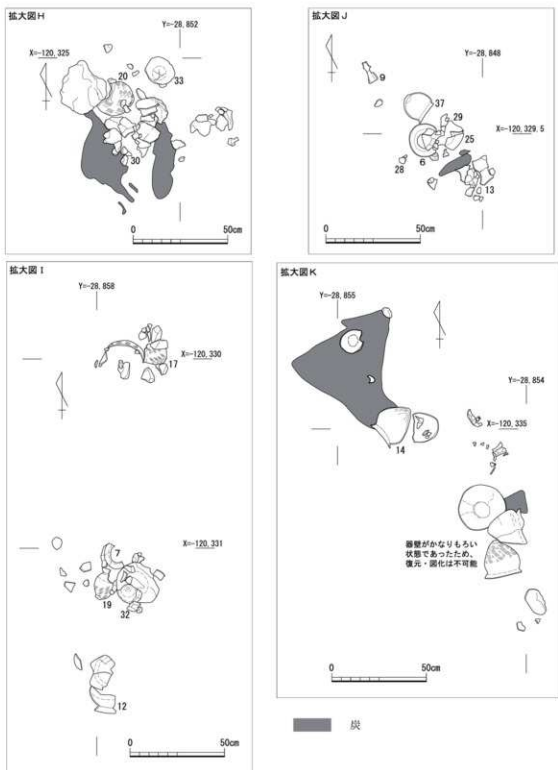 拡大図H
Y=-28,852
X=-120,325
20
33
30
0
50cm
拡大図J
Y=-28,848
9
37
29
X=-120,329.5
25
6
28
13
0
50cm
拡大図I
Y=-28,858
X=-120,330
17
X=-120,331
7
19
32
12
0
50cm
拡大図K
Y=-28,855
Y=-28,854
X=-120,335
14
器壁がかなりもろい
状態であったため、
復元・図化は不可能
0
50cm
炭